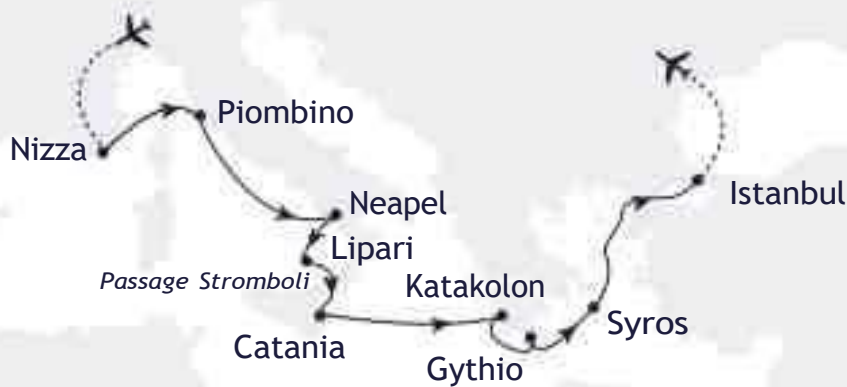 Piombino
Nizza
Istanbul
Neapel
Lipari
Passage Stromboli
Katakolon
Syros
Catania
Gythio